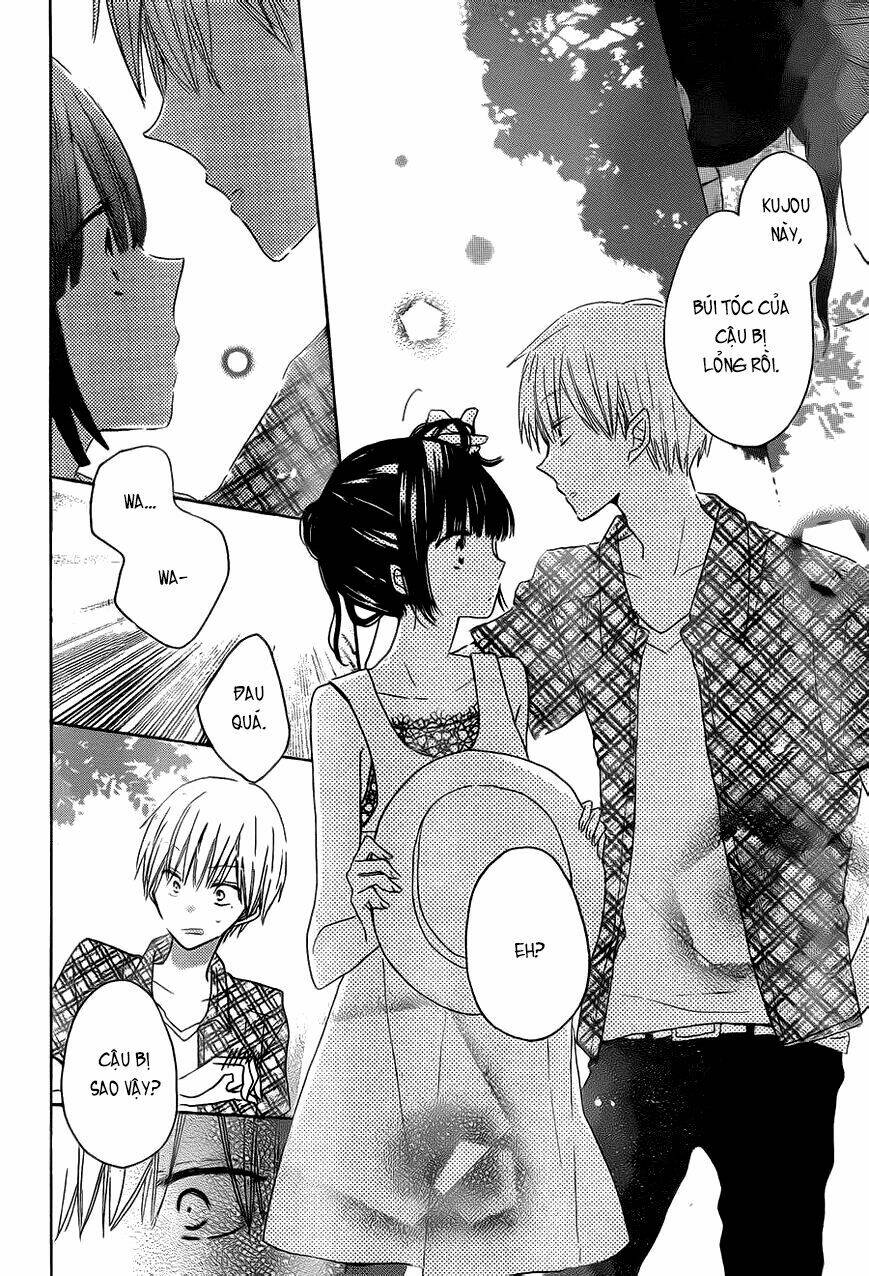 KUJOU
NÀY,
BÚI TÓC CỦA
CẬU BỊ
LỎNG RỒI.
EH?
WA...
WA-
ĐAU
QUÁ.
CẬU BỊ
SAO VẬY?